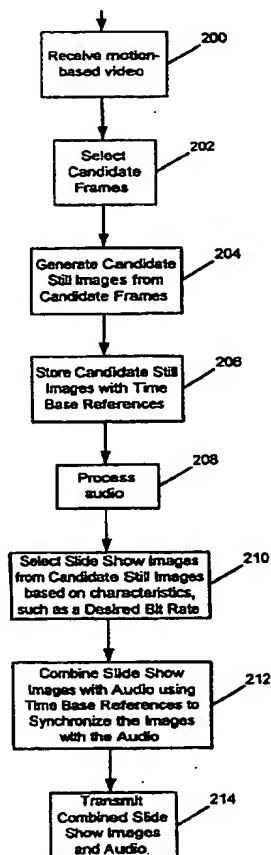 200
Receive motion-
based video
202
Select
Candidate
Frames
204
Generate Candidate
Still Images from
Candidate Frames
206
Store Candidate Still
Images with Time
Base References
208
Process
audio
210
Select Slide Show Images
from Candidate Still Images
based on characteristics,
such as a Desired Bit Rate
212
Combine Slide Show
Images with Audio using
Time Base References to
Synchronize the Images
with the Audio
214
Transmit
Combined Slide
Show Images
and Audio.